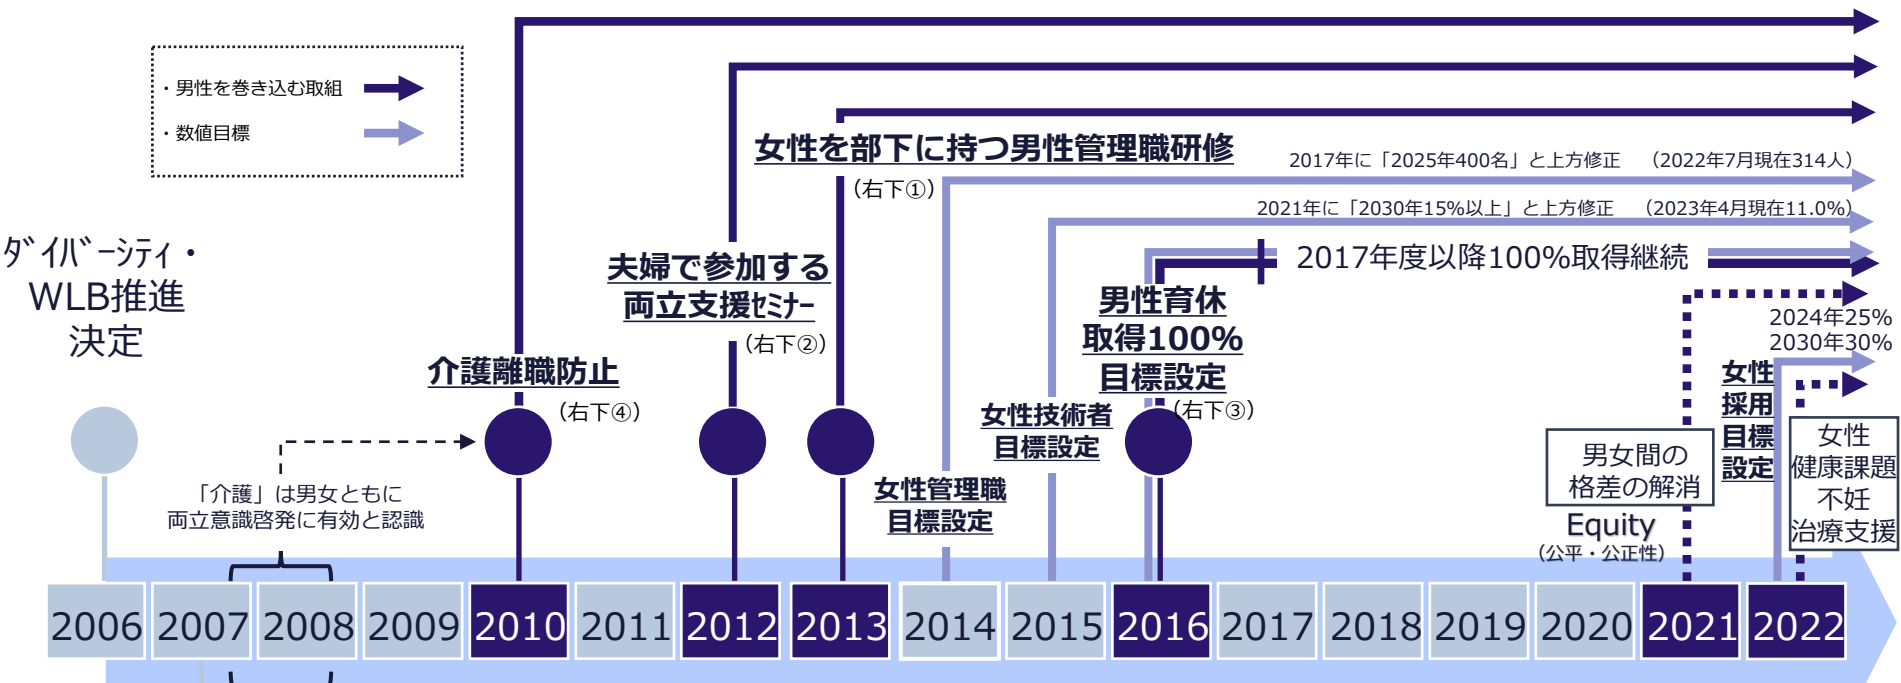 ・男性を巻き込む取組
・数値目標
ﾀﾞｲﾊﾞｰｼﾃｨ・
WLB推進
決定
「介護」は男女ともに
両立意識啓発に有効と認識
介護離職防止
（右下④）
夫婦で参加する
両立支援ｾﾐﾅｰ
（右下②）
女性を部下に持つ男性管理職研修
（右下①）
女性管理職
目標設定
2017年に「2025年400名」と上方修正　（2022年7月現在314人）
女性技術者
目標設定
2021年に「2030年15%以上」と上方修正　（2023年4月現在11.0%）
男性育休
取得100%
目標設定
（右下③）
2017年度以降100%取得継続
男女間の
格差の解消
Equity
（公平・公正性）
2024年25%
2030年30%
女性
採用
目標
設定
女性
健康課題
不妊
治療支援
2006 2007 2008 2009 2010 2011 2012 2013 2014 2015 2016 2017 2018 2019 2020 2021 2022